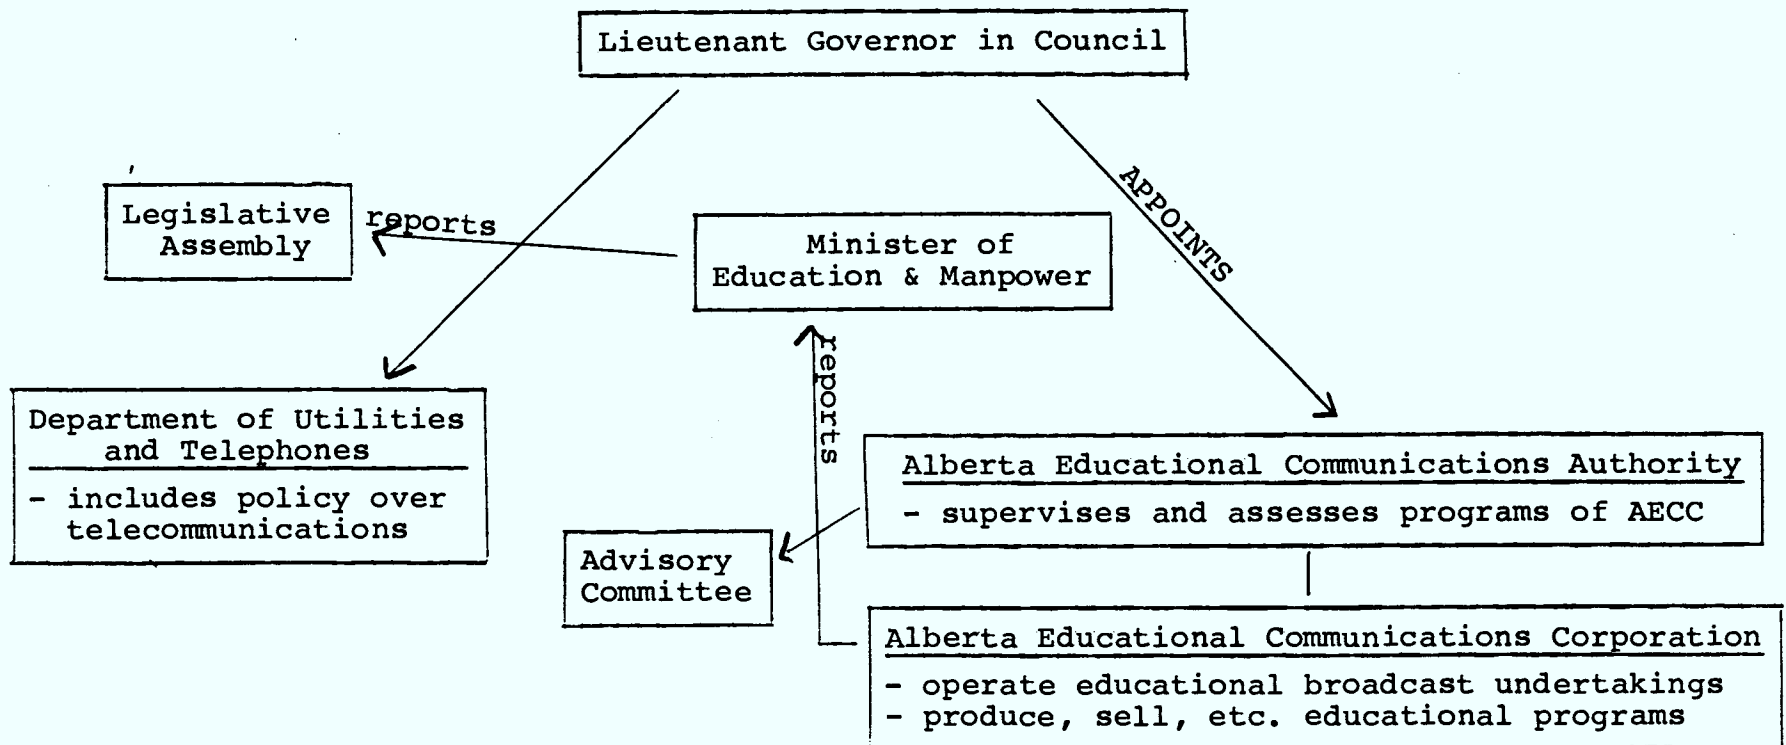 Lieutenant Governor in Council
APPOINTS
Legislative
Assembly
reports
Minister of
Education & Manpower
reports
Department of Utilities
and Telephones
- includes policy over
telecommunications
Alberta Educational Communications Authority
- supervises and assesses programs of AECC
Advisory
Committee
Alberta Educational Communications Corporation
- operate educational broadcast undertakings
- produce, sell, etc. educational programs